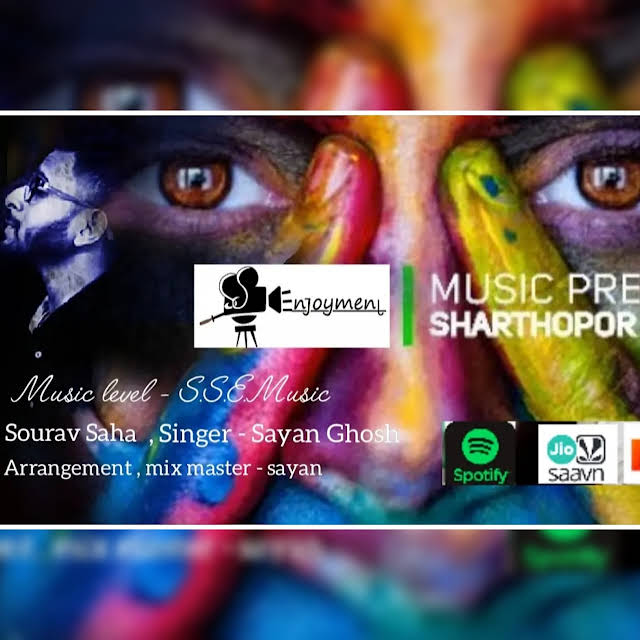 Enjoyment
MUSIC PRE
SHARTHOPOR
Music level - S.S.E.Music
Sourav Saha , Singer - Sayan Ghosh
Arrangement , mix master - sayan
Spotify
Jio
saavn